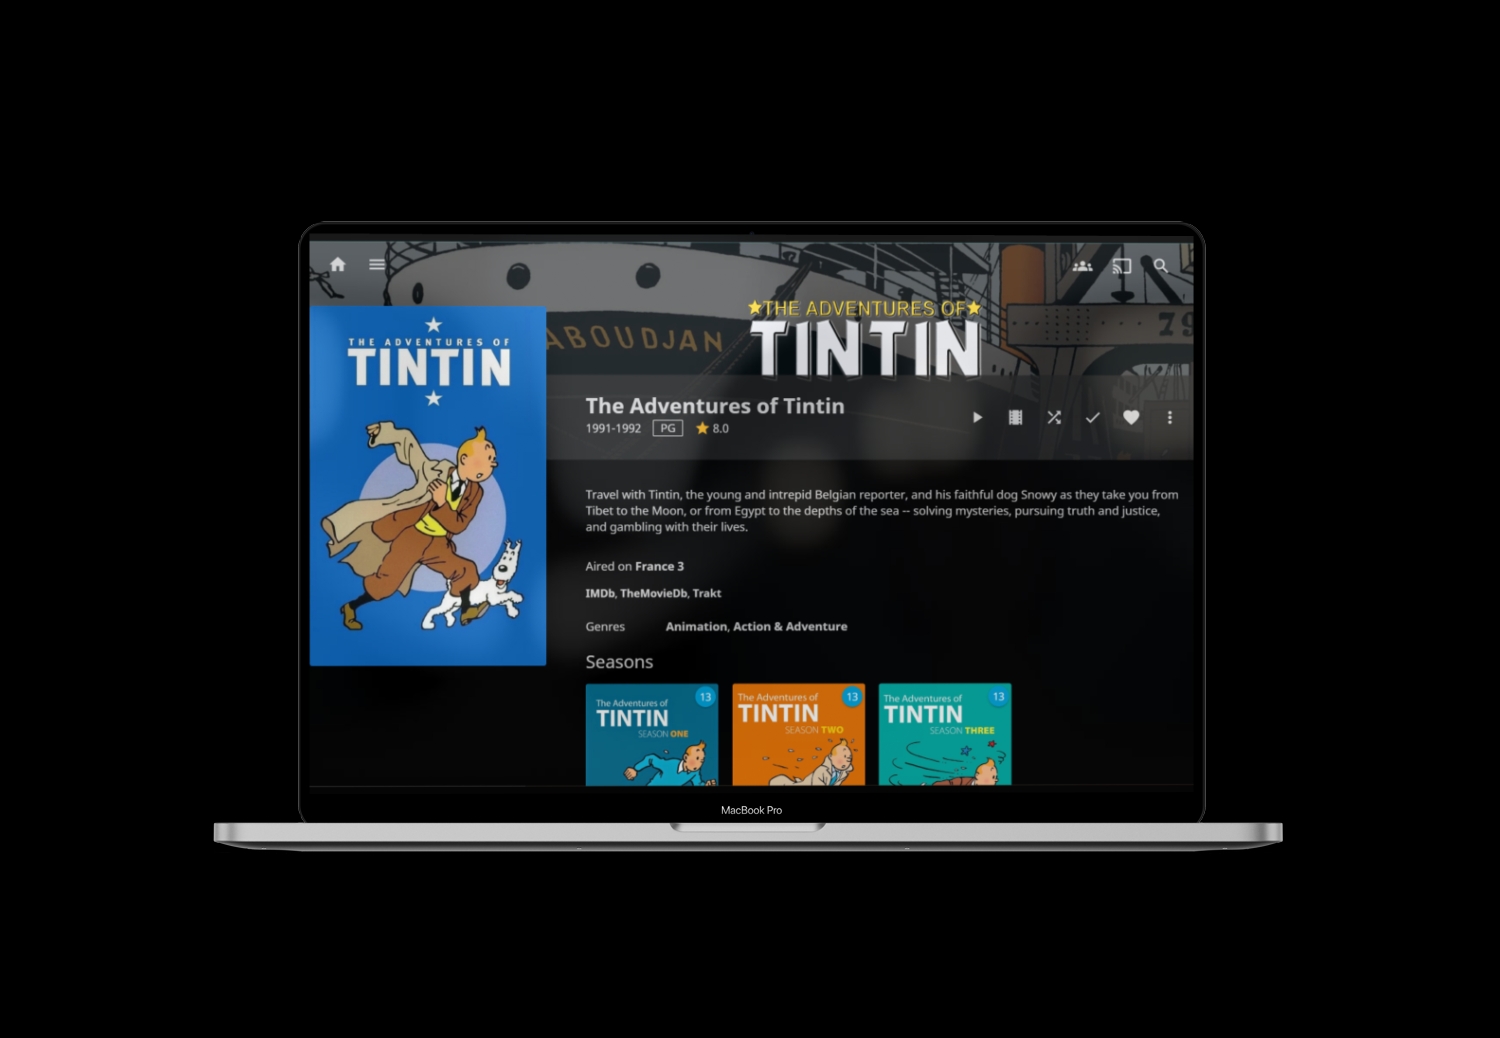 ABOUDJAN
THE ADVENTURES OF
TINTIN
79
THE ADVENTURES OF
TINTIN
The Adventures of Tintin
1991-1992 PG 8.0
Travel with Tintin, the young and intrepid Belgian reporter, and his faithful dog Snowy as they take you from
Tibet to the Moon, or from Egypt to the depths of the sea -- solving mysteries, pursuing truth and justice,
and gambling with their lives.
Aired on France 3
IMDb, TheMovieDb, Trakt
Genres Animation, Action & Adventure
Seasons
13
The Adventures of
TINTIN
SEASON ONE
13
The Adventures of
TINTIN
SEASON TWO
13
The Adventures of
TINTIN
SEASON THREE
MacBook Pro